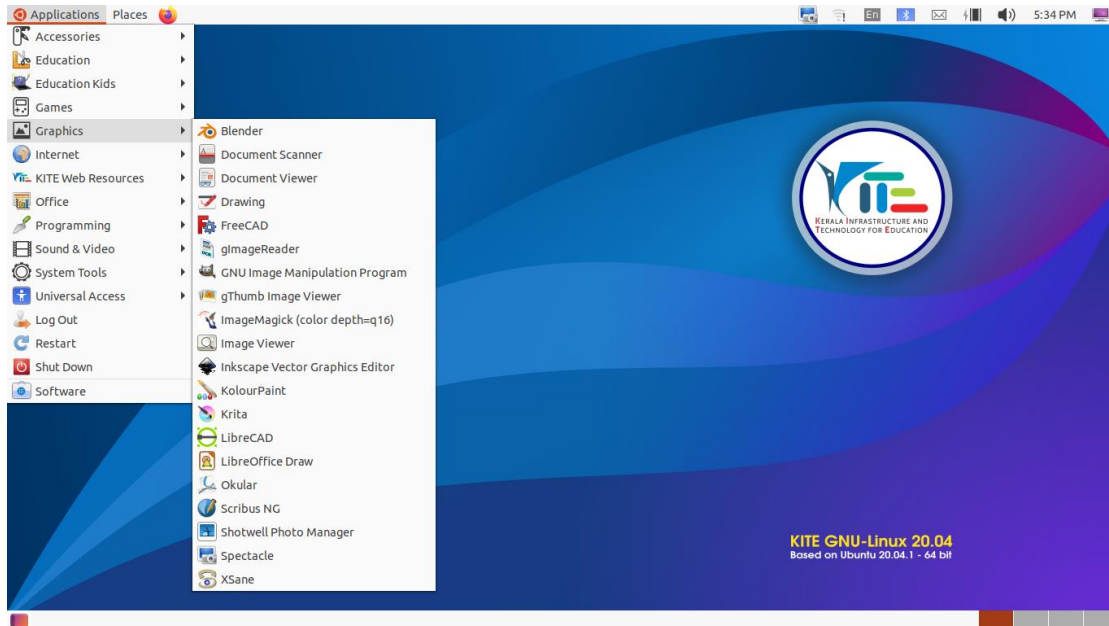 Applications Places
En
5:34 PM
Accessories
Education
Education Kids
Games
Graphics
Internet
KITE Web Resources
Office
Programming
Sound & Video
System Tools
Universal Access
Log Out
Restart
Shut Down
Software
Blender
Document Scanner
Document Viewer
Drawing
FreeCAD
gImageReader
GNU Image Manipulation Program
gThumb Image Viewer
ImageMagick (color depth=q16)
Image Viewer
Inkscape Vector Graphics Editor
KolourPaint
Krita
LibreCAD
LibreOffice Draw
Okular
Scribus NG
Shotwell Photo Manager
Spectacle
XSane
KITE
KERALA INFRASTRUCTURE AND
TECHNOLOGY FOR EDUCATION
KITE GNU-Linux 20.04
Based on Ubuntu 20.04.1 - 64 bit